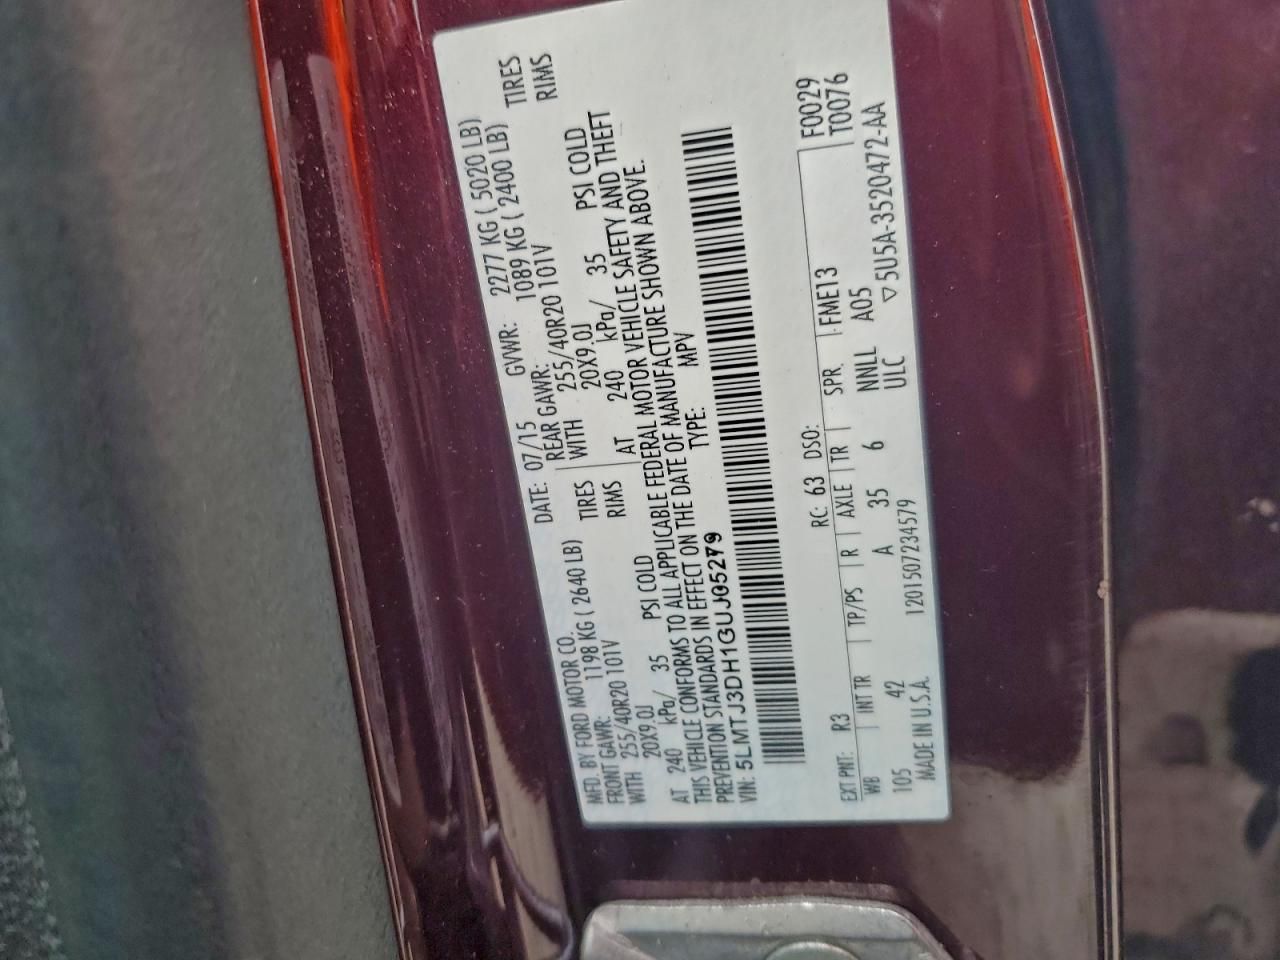 MFD. BY FORD MOTOR CO. DATE: 07/15 GVWR: 2277 KG ( 5020 LB)
FRONT GAWR: 1198 KG ( 2640 LB) REAR GAWR: 1089 KG ( 2400 LB)
WITH 255/40R20 101V TIRES WITH 255/40R20 101V TIRES
20X9.0J RIMS 20X9.0J RIMS
AT 240 kPa/ 35 PSI COLD AT 240 kPa/ 35 PSI COLD
THIS VEHICLE CONFORMS TO ALL APPLICABLE FEDERAL MOTOR VEHICLE SAFETY AND THEFT
PREVENTION STANDARDS IN EFFECT ON THE DATE OF MANUFACTURE SHOWN ABOVE.
VIN: 5LMTJ3DH1GUJ05279 TYPE: MPV
F0029
EXT PNT: R3 RC: 63 DSO: T0076
WB INT TR TP/PS R AXLE TR SPR FME13
105 42 A 35 6 NNLL A05
MADE IN U.S.A. 1201507234579 ULC ▽5U5A-3520472-AA